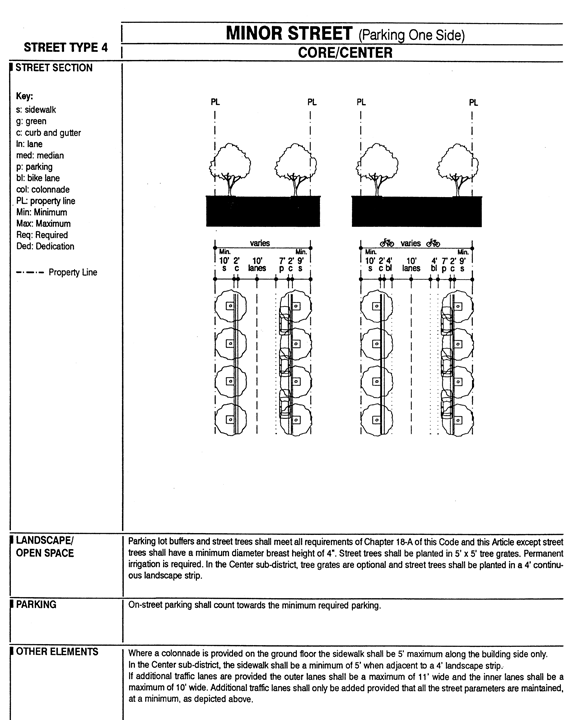 MINOR STREET (Parking One Side)
STREET TYPE 4
CORE/CENTER
STREET SECTION
Key:
s: sidewalk
g: green
c: curb and gutter
ln: lane
med: median
p: parking
bl: bike lane
col: colonnade
PL: property line
Min: Minimum
Max: Maximum
Req: Required
Ded: Dedication
Property Line
PL PL PL PL
varies varies
Min. Min. Min. Min.
10' 2' 10' 7' 2' 9' 10' 2' 4' 10' 4' 7' 2' 9'
s c lanes p c s s c bl lanes bl p c s
LANDSCAPE/
OPEN SPACE
Parking lot buffers and street trees shall meet all requirements of Chapter 18-A of this Code and this Article except street
trees shall have a minimum diameter breast height of 4". Street trees shall be planted in 5' x 5' tree grates. Permanent
irrigation is required. In the Center sub-district, tree grates are optional and street trees shall be planted in a 4' continu-
ous landscape strip.
PARKING
On-street parking shall count towards the minimum required parking.
OTHER ELEMENTS
Where a colonnade is provided on the ground floor the sidewalk shall be 5' maximum along the building side only.
In the Center sub-district, the sidewalk shall be a minimum of 5' when adjacent to a 4' landscape strip.
If additional traffic lanes are provided the outer lanes shall be a maximum of 11' wide and the inner lanes shall be a
maximum of 10' wide. Additional traffic lanes shall only be added provided that all the street parameters are maintained,
at a minimum, as depicted above.